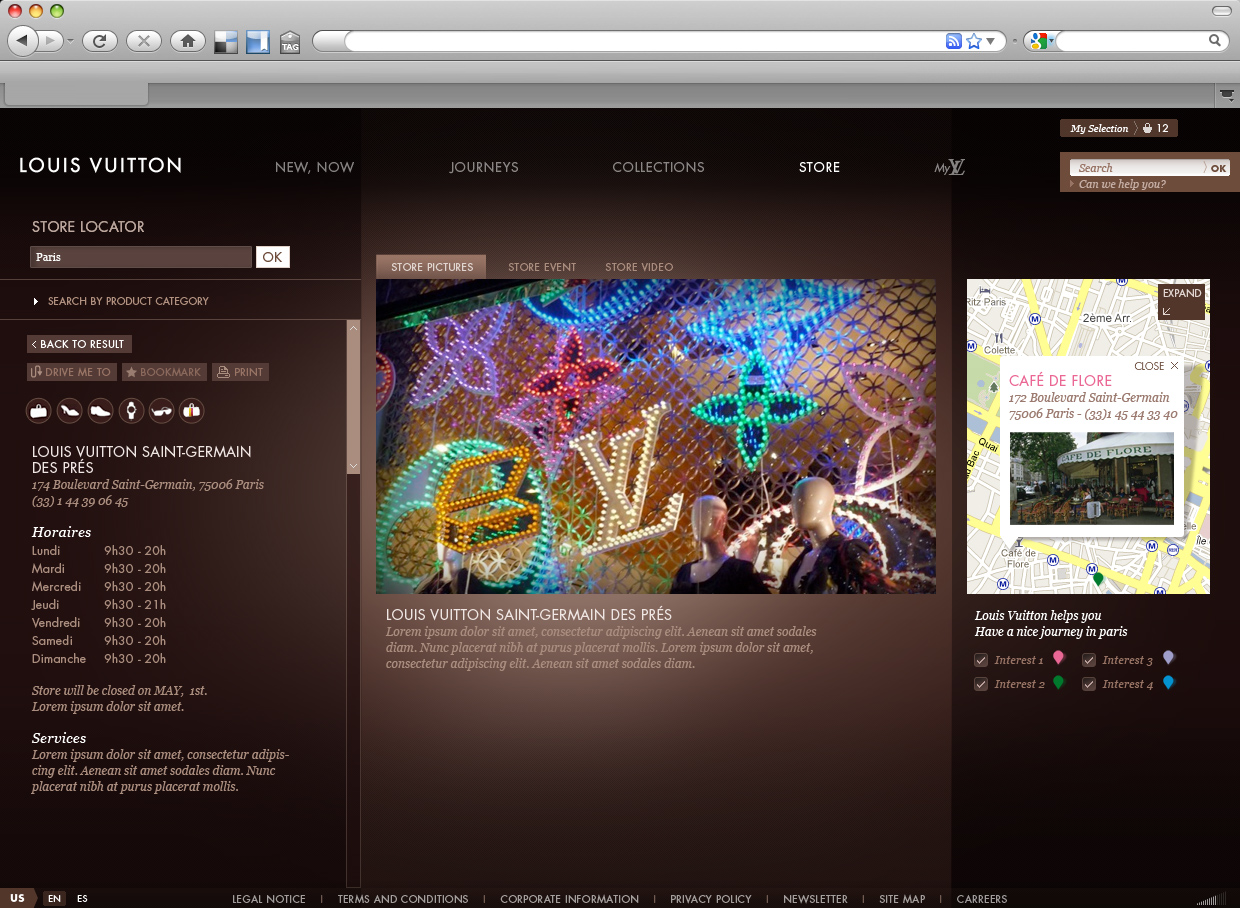 TAG
My Selection 12
LOUIS VUITTON
NEW, NOW
JOURNEYS
COLLECTIONS
STORE
My LV
Search OK
Can we help you?
STORE LOCATOR
Paris OK
SEARCH BY PRODUCT CATEGORY
< BACK TO RESULT
DRIVE ME TO
BOOKMARK
PRINT
LOUIS VUITTON SAINT-GERMAIN
DES PRÉS
174 Boulevard Saint-Germain, 75006 Paris
(33) 1 44 39 06 45
Horaires
Lundi 9h30 - 20h
Mardi 9h30 - 20h
Mercredi 9h30 - 20h
Jeudi 9h30 - 21h
Vendredi 9h30 - 20h
Samedi 9h30 - 20h
Dimanche 9h30 - 20h
Store will be closed on MAY, 1st.
Lorem ipsum dolor sit amet.
Services
Lorem ipsum dolor sit amet, consectetur adipis-
cing elit. Aenean sit amet sodales diam. Nunc
placerat nibh at purus placerat mollis.
STORE PICTURES
STORE EVENT
STORE VIDEO
LV
LOUIS VUITTON SAINT-GERMAIN DES PRÉS
Lorem ipsum dolor sit amet, consectetur adipiscing elit. Aenean sit amet sodales
diam. Nunc placerat nibh at purus placerat mollis. Lorem ipsum dolor sit amet,
consectetur adipiscing elit. Aenean sit amet sodales diam.
EXPAND
Ritz Paris
2ème Arr.
Colette
CLOSE X
CAFÉ DE FLORE
172 Boulevard Saint-Germain
75006 Paris - (33)1 45 44 33 40
CAFE DE FLORE
Quai
d Bac
elle
Île
Café de
Flore
M
M
M
M
M
M
M
RER
Louis Vuitton helps you
Have a nice journey in paris
Interest 1
Interest 3
Interest 2
Interest 4
US
EN
ES
LEGAL NOTICE | TERMS AND CONDITIONS | CORPORATE INFORMATION | PRIVACY POLICY | NEWSLETTER | SITE MAP | CARREERS